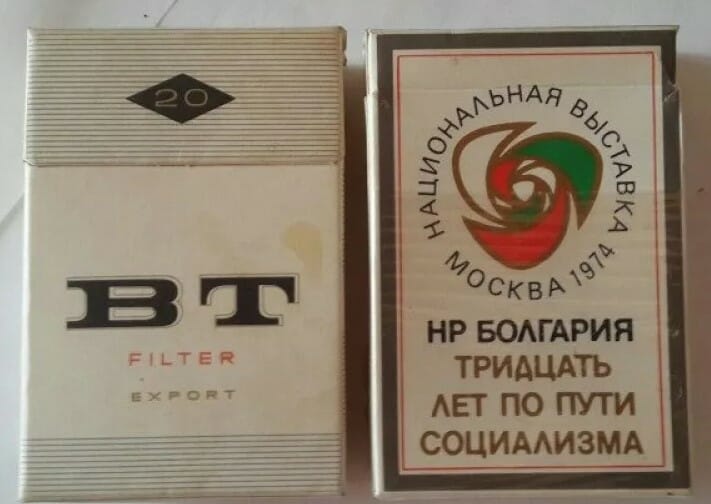 20
BT
FILTER
EXPORT
НАЦИОНАЛЬНАЯ ВЫСТАВКА
МОСКВА 1974
НР БОЛГАРИЯ
ТРИДЦАТЬ
ЛЕТ ПО ПУТИ
СОЦИАЛИЗМА